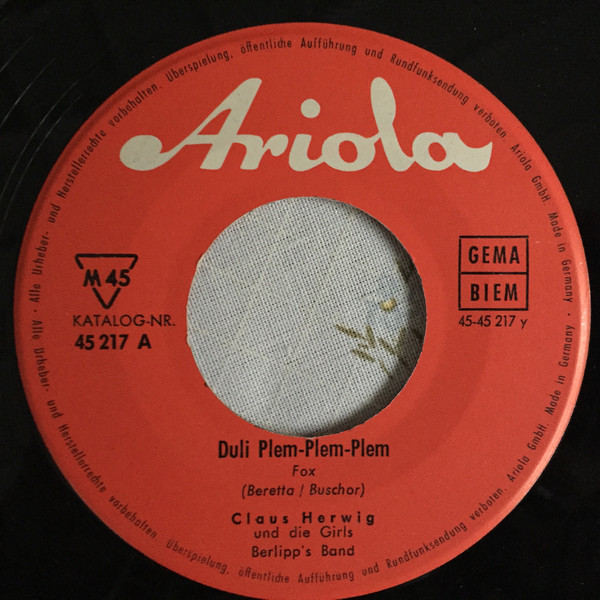 Alle Urheber- und Herstellerrechte vorbehalten. Überspielung, öffentliche Aufführung und Rundfunksendung verboten. Ariola GmbH. Made in Germany ·
Ariola
M 45
KATALOG-NR.
45 217 A
GEMA
BIEM
45-45 217 y
Duli Plem-Plem-Plem
Fox
(Beretta / Buschor)
Claus Herwig
und die Girls
Berlipp's Band
Alle Urheber- und Herstellerrechte vorbehalten. Überspielung, öffentliche Aufführung und Rundfunksendung verboten. Ariola GmbH. Made in Germany ·